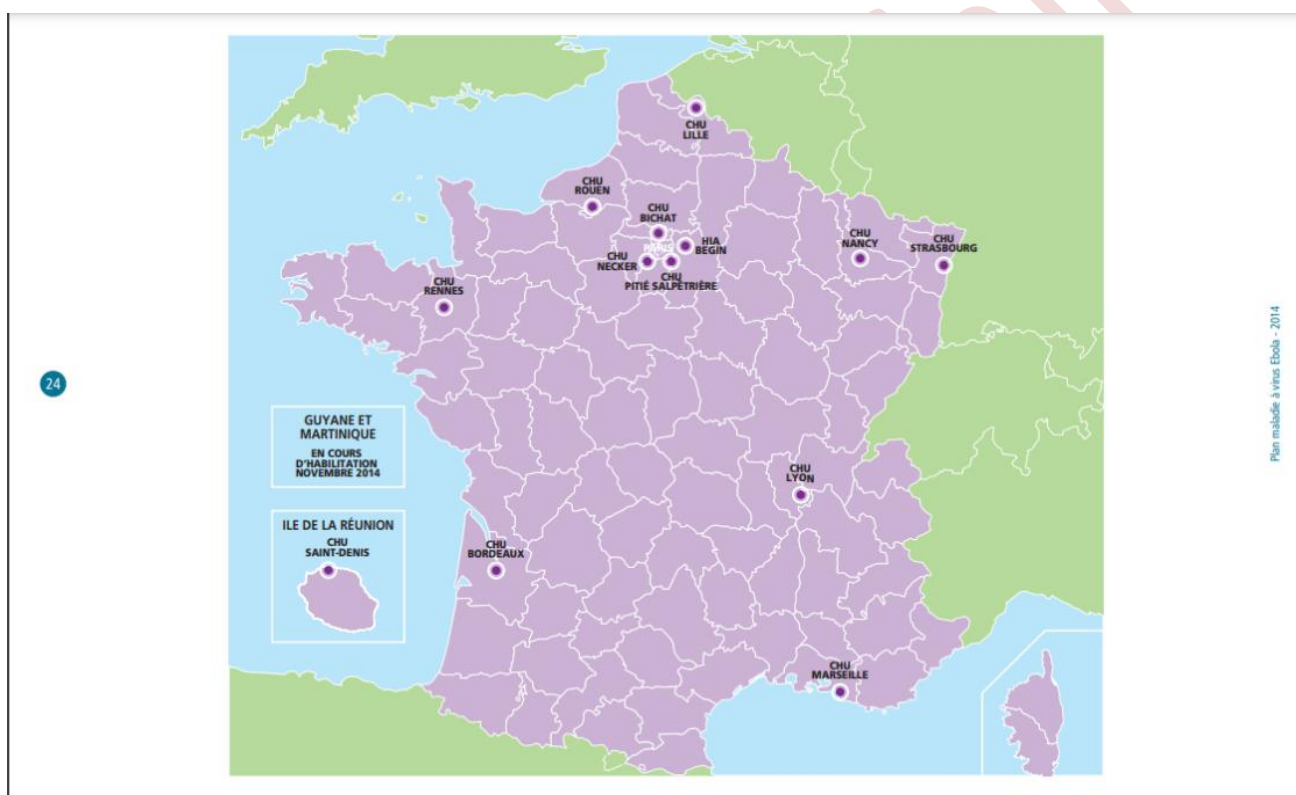 CHU
LILLE
CHU
ROUEN
CHU
BICHAT
PARIS
HIA
BEGIN
CHU
NECKER
CHU
PITIÉ SALPÊTRIÈRE
CHU
NANCY
CHU
STRASBOURG
CHU
RENNES
24
GUYANE ET
MARTINIQUE
EN COURS
D'HABILITATION
NOVEMBRE 2014
ILE DE LA RÉUNION
CHU
SAINT-DENIS
CHU
BORDEAUX
CHU
LYON
CHU
MARSEILLE
Plan maladie à virus Ebola - 2014